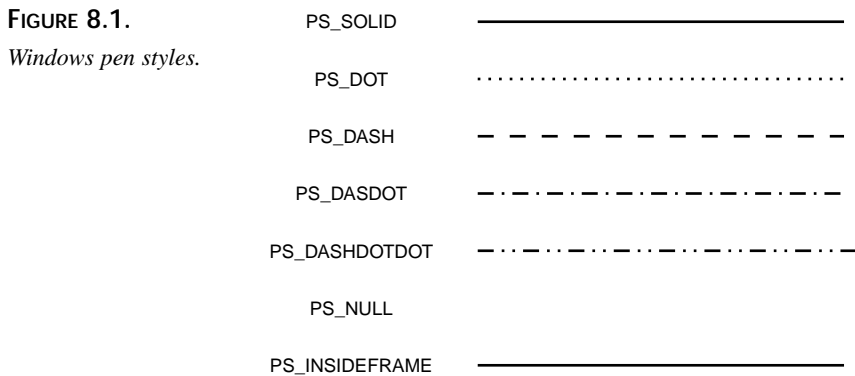 FIGURE 8.1.
Windows pen styles.
PS_SOLID
PS_DOT
PS_DASH
PS_DASDOT
PS_DASHDOTDOT
PS_NULL
PS_INSIDEFRAME